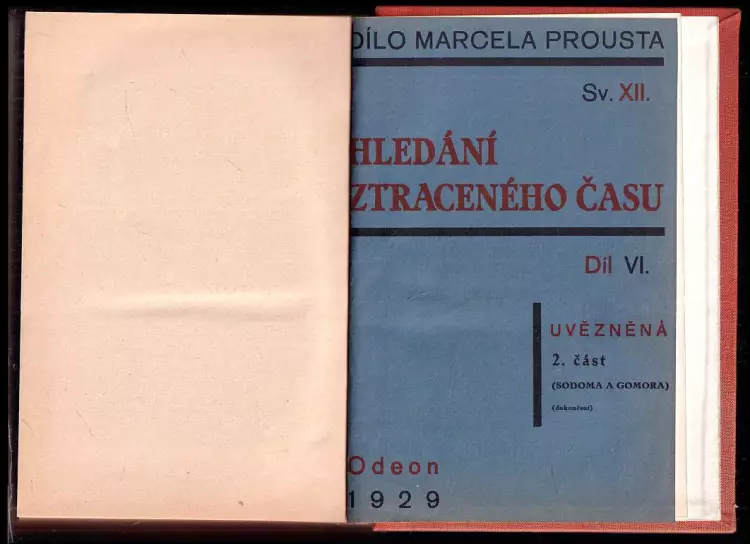 DÍLO MARCELA PROUSTA
Sv. XII.
HLEDÁNÍ
ZTRACENÉHO ČASU
Díl VI.
UVĚZNĚNÁ
2. část
(SODOMA A GOMORA)
(dokončení)
Odeon
1929